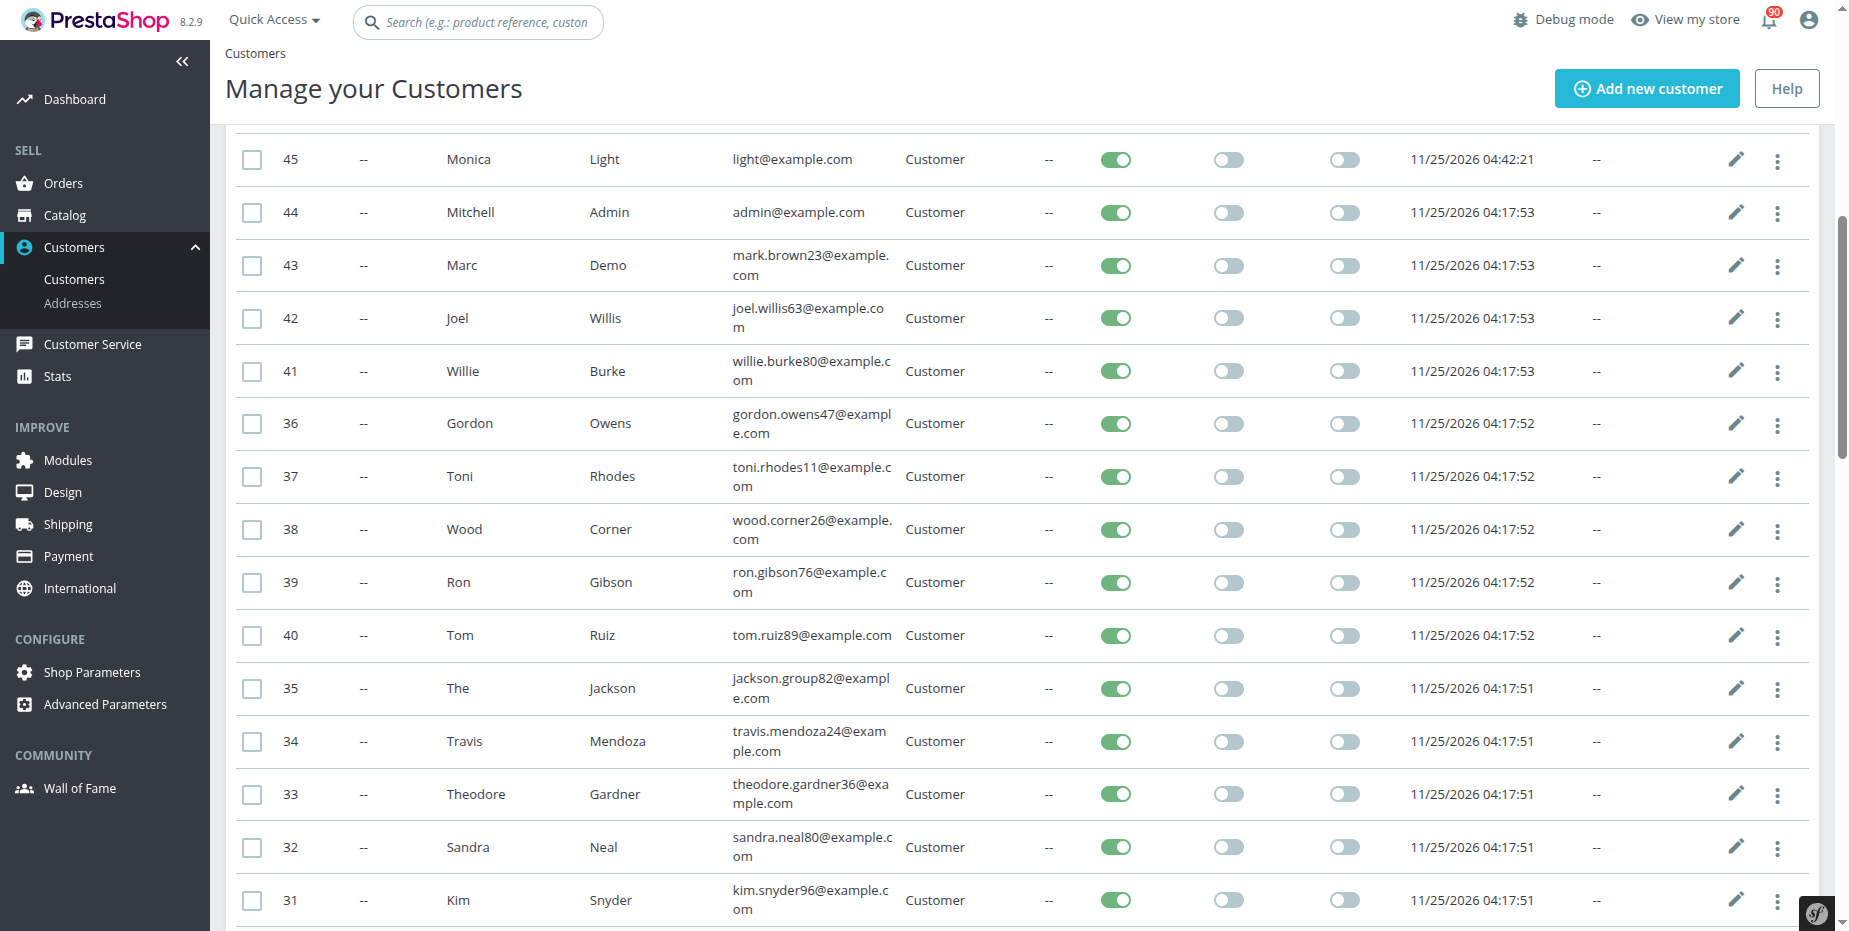 PrestaShop 8.2.9 Quick Access Search (e.g.: product reference, custon Debug mode View my store 90
Customers
Manage your Customers Add new customer Help
Dashboard
SELL
Orders
Catalog
Customers
Customers
Addresses
Customer Service
Stats
IMPROVE
Modules
Design
Shipping
Payment
International
CONFIGURE
Shop Parameters
Advanced Parameters
COMMUNITY
Wall of Fame
45 -- Monica Light light@example.com Customer -- 11/25/2026 04:42:21 --
44 -- Mitchell Admin admin@example.com Customer -- 11/25/2026 04:17:53 --
43 -- Marc Demo mark.brown23@example.
com Customer -- 11/25/2026 04:17:53 --
42 -- Joel Willis joel.willis63@example.co
m Customer -- 11/25/2026 04:17:53 --
41 -- Willie Burke willie.burke80@example.c
om Customer -- 11/25/2026 04:17:53 --
36 -- Gordon Owens gordon.owens47@exampl
e.com Customer -- 11/25/2026 04:17:52 --
37 -- Toni Rhodes toni.rhodes11@example.c
om Customer -- 11/25/2026 04:17:52 --
38 -- Wood Corner wood.corner26@example.
com Customer -- 11/25/2026 04:17:52 --
39 -- Ron Gibson ron.gibson76@example.c
om Customer -- 11/25/2026 04:17:52 --
40 -- Tom Ruiz tom.ruiz89@example.com Customer -- 11/25/2026 04:17:52 --
35 -- The Jackson jackson.group82@exampl
e.com Customer -- 11/25/2026 04:17:51 --
34 -- Travis Mendoza travis.mendoza24@exam
ple.com Customer -- 11/25/2026 04:17:51 --
33 -- Theodore Gardner theodore.gardner36@exa
mple.com Customer -- 11/25/2026 04:17:51 --
32 -- Sandra Neal sandra.neal80@example.c
om Customer -- 11/25/2026 04:17:51 --
31 -- Kim Snyder kim.snyder96@example.c
om Customer -- 11/25/2026 04:17:51 --
sf